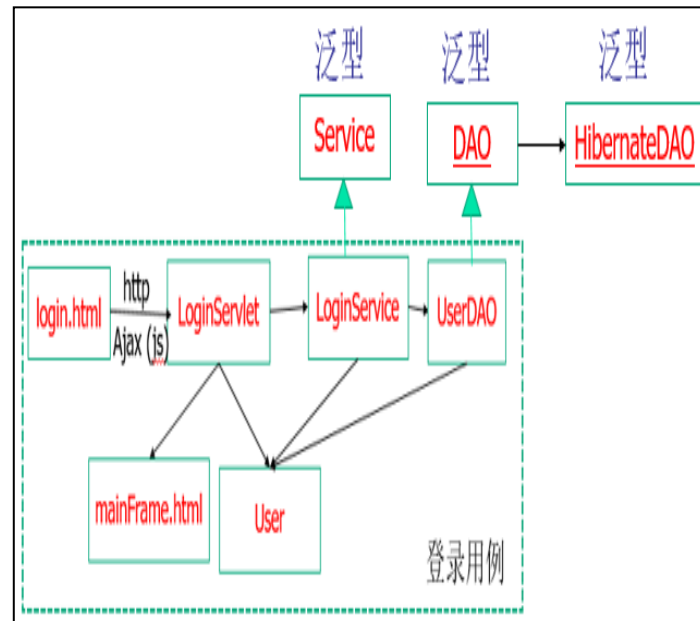 泛型
泛型
泛型
Service
DAO
HibernateDAO
login.html
http
Ajax (js)
LoginServlet
LoginService
UserDAO
mainFrame.html
User
登录用例